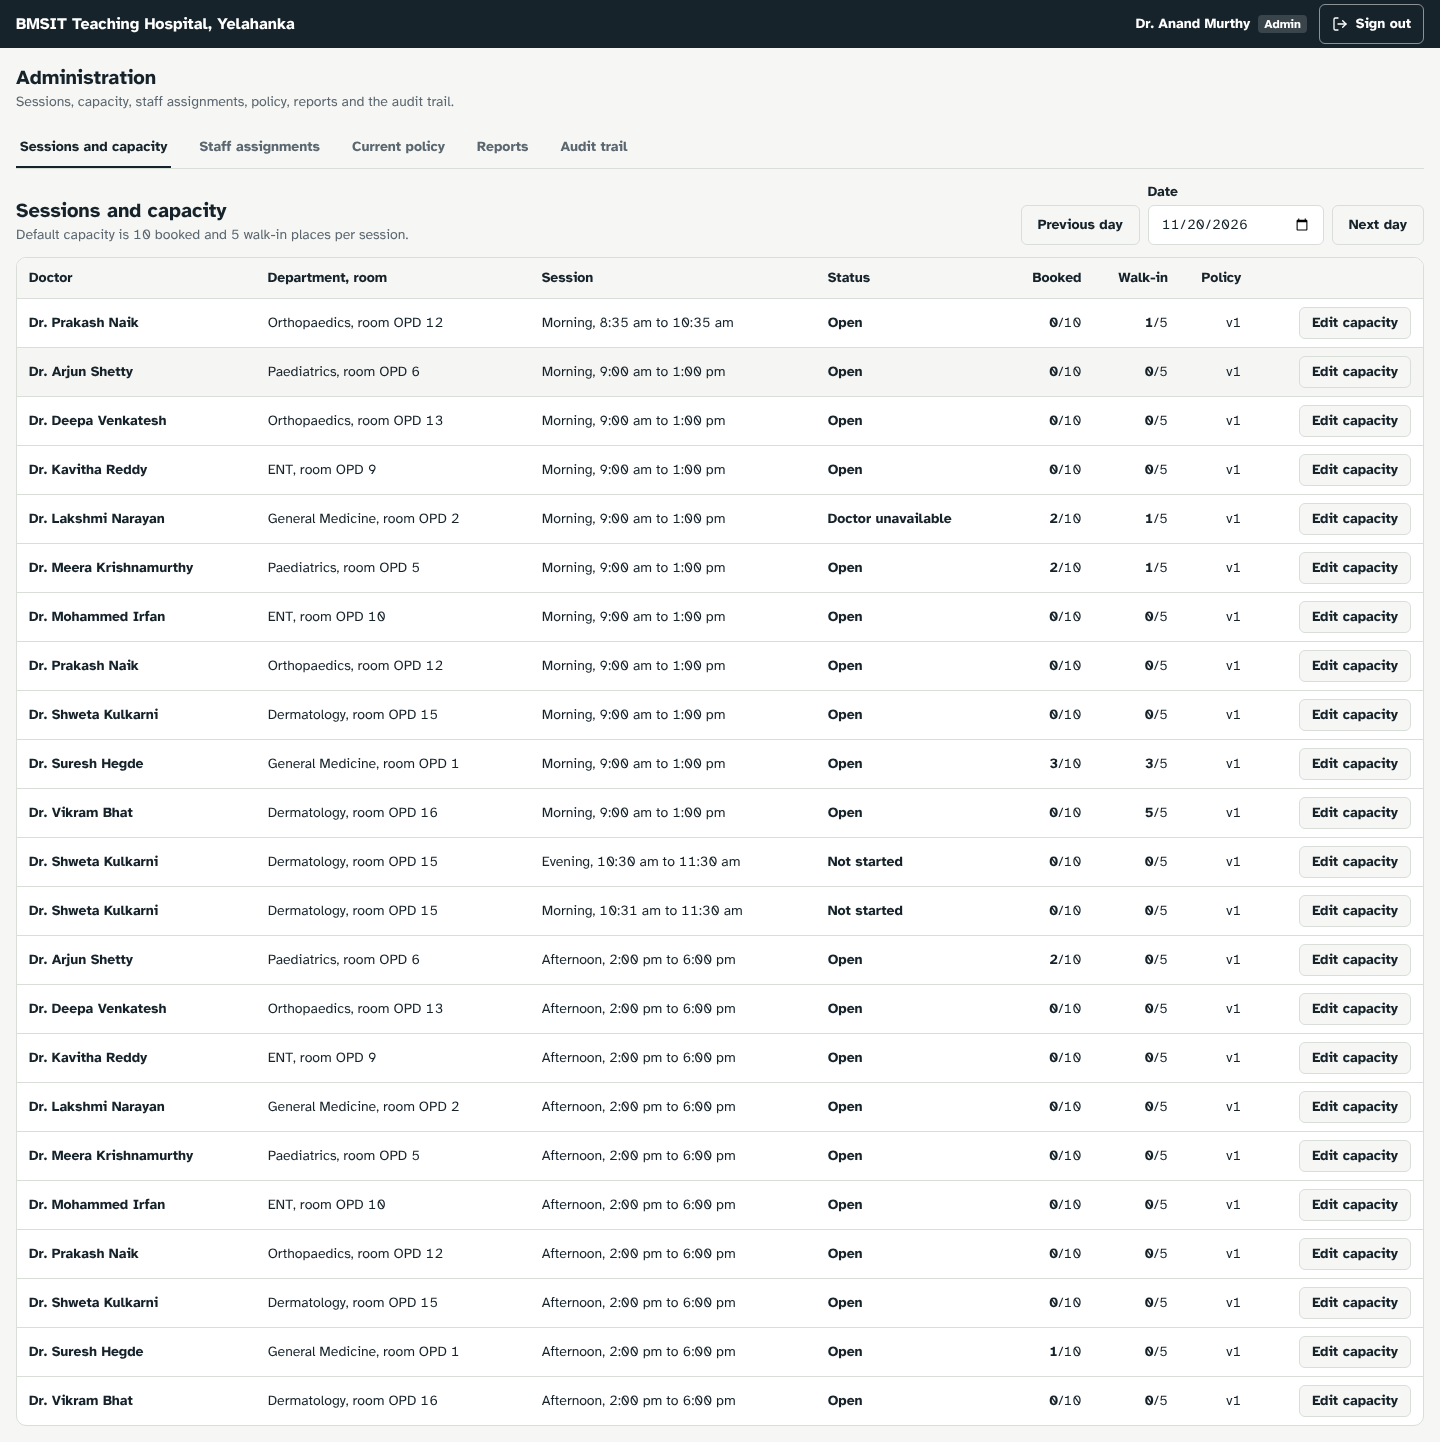 BMSIT Teaching Hospital, Yelahanka
Dr. Anand Murthy Admin Sign out
Administration
Sessions, capacity, staff assignments, policy, reports and the audit trail.
Sessions and capacity Staff assignments Current policy Reports Audit trail
Sessions and capacity
Default capacity is 10 booked and 5 walk-in places per session.
Date
Previous day 11/20/2026 Next day
Doctor Department, room Session Status Booked Walk-in Policy
Dr. Prakash Naik Orthopaedics, room OPD 12 Morning, 8:35 am to 10:35 am Open 0/10 1/5 v1 Edit capacity
Dr. Arjun Shetty Paediatrics, room OPD 6 Morning, 9:00 am to 1:00 pm Open 0/10 0/5 v1 Edit capacity
Dr. Deepa Venkatesh Orthopaedics, room OPD 13 Morning, 9:00 am to 1:00 pm Open 0/10 0/5 v1 Edit capacity
Dr. Kavitha Reddy ENT, room OPD 9 Morning, 9:00 am to 1:00 pm Open 0/10 0/5 v1 Edit capacity
Dr. Lakshmi Narayan General Medicine, room OPD 2 Morning, 9:00 am to 1:00 pm Doctor unavailable 2/10 1/5 v1 Edit capacity
Dr. Meera Krishnamurthy Paediatrics, room OPD 5 Morning, 9:00 am to 1:00 pm Open 2/10 1/5 v1 Edit capacity
Dr. Mohammed Irfan ENT, room OPD 10 Morning, 9:00 am to 1:00 pm Open 0/10 0/5 v1 Edit capacity
Dr. Prakash Naik Orthopaedics, room OPD 12 Morning, 9:00 am to 1:00 pm Open 0/10 0/5 v1 Edit capacity
Dr. Shweta Kulkarni Dermatology, room OPD 15 Morning, 9:00 am to 1:00 pm Open 0/10 0/5 v1 Edit capacity
Dr. Suresh Hegde General Medicine, room OPD 1 Morning, 9:00 am to 1:00 pm Open 3/10 3/5 v1 Edit capacity
Dr. Vikram Bhat Dermatology, room OPD 16 Morning, 9:00 am to 1:00 pm Open 0/10 5/5 v1 Edit capacity
Dr. Shweta Kulkarni Dermatology, room OPD 15 Evening, 10:30 am to 11:30 am Not started 0/10 0/5 v1 Edit capacity
Dr. Shweta Kulkarni Dermatology, room OPD 15 Morning, 10:31 am to 11:30 am Not started 0/10 0/5 v1 Edit capacity
Dr. Arjun Shetty Paediatrics, room OPD 6 Afternoon, 2:00 pm to 6:00 pm Open 2/10 0/5 v1 Edit capacity
Dr. Deepa Venkatesh Orthopaedics, room OPD 13 Afternoon, 2:00 pm to 6:00 pm Open 0/10 0/5 v1 Edit capacity
Dr. Kavitha Reddy ENT, room OPD 9 Afternoon, 2:00 pm to 6:00 pm Open 0/10 0/5 v1 Edit capacity
Dr. Lakshmi Narayan General Medicine, room OPD 2 Afternoon, 2:00 pm to 6:00 pm Open 0/10 0/5 v1 Edit capacity
Dr. Meera Krishnamurthy Paediatrics, room OPD 5 Afternoon, 2:00 pm to 6:00 pm Open 0/10 0/5 v1 Edit capacity
Dr. Mohammed Irfan ENT, room OPD 10 Afternoon, 2:00 pm to 6:00 pm Open 0/10 0/5 v1 Edit capacity
Dr. Prakash Naik Orthopaedics, room OPD 12 Afternoon, 2:00 pm to 6:00 pm Open 0/10 0/5 v1 Edit capacity
Dr. Shweta Kulkarni Dermatology, room OPD 15 Afternoon, 2:00 pm to 6:00 pm Open 0/10 0/5 v1 Edit capacity
Dr. Suresh Hegde General Medicine, room OPD 1 Afternoon, 2:00 pm to 6:00 pm Open 1/10 0/5 v1 Edit capacity
Dr. Vikram Bhat Dermatology, room OPD 16 Afternoon, 2:00 pm to 6:00 pm Open 0/10 0/5 v1 Edit capacity